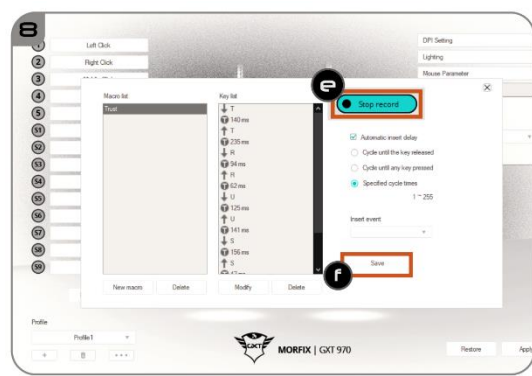 8
1
Left Click
DPI Setting
2
Right Click
Lighting
3
Mouse Parameter
e
4
5
S1
S2
S3
S4
S5
S6
S7
S8
S9
Macro list
Trust
New macro
Delete
Key list
T
140 ms
T
235 ms
R
94 ms
R
62 ms
U
125 ms
U
141 ms
S
156 ms
S
Modify
Delete
Stop record
Automatic insert delay
Cycle until the key released
Cycle until any key pressed
Specified cycle times
1 ~ 255
Insert event
Save
f
Profile
Profile1
+
GXT
MORFIX | GXT 970
Restore
Apply